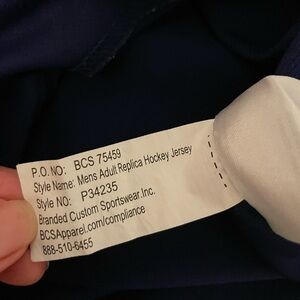 P.O. NO: BCS 75459
Style Name: Mens Adult Replica Hockey Jersey
Style NO: P34235
Branded Custom Sportswear.Inc.
BCSApparel.com/compliance
888-510-6455